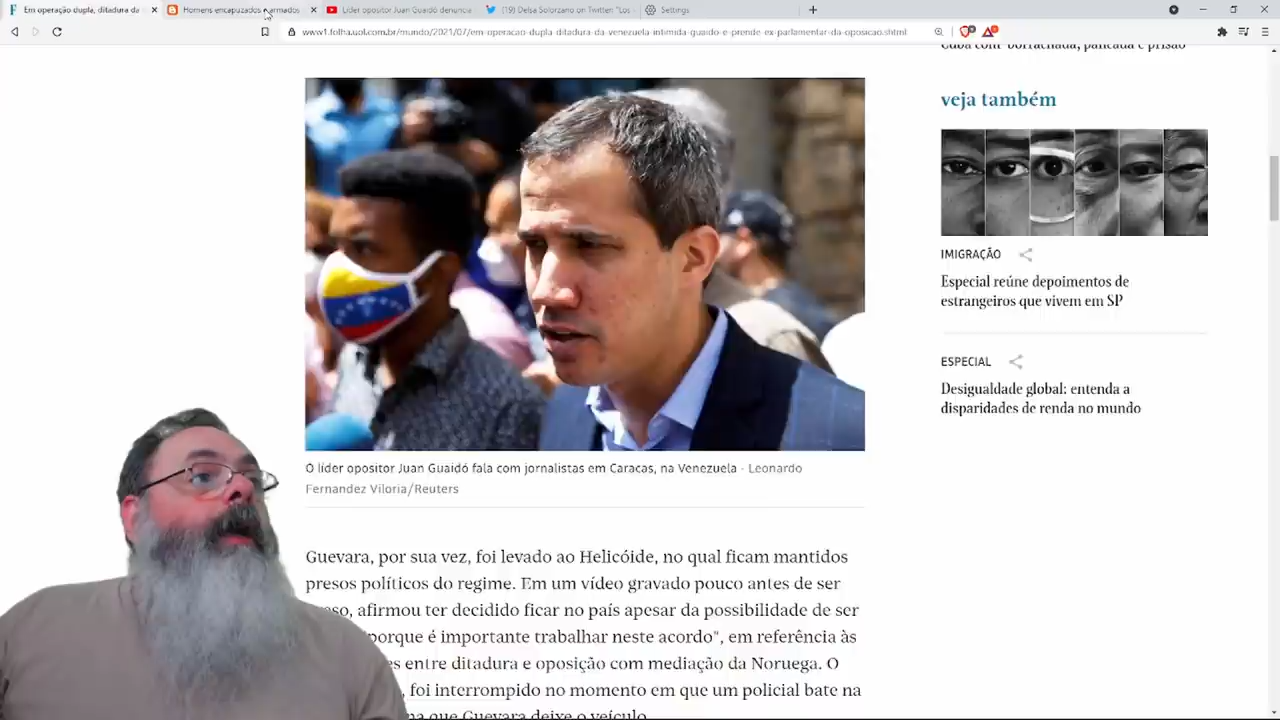 Em operação dupla, ditadura da
Homens encapuzados e armados
Líder opositor Juan Guaidó denuncia
(19) Delsa Solorzano on Twitter: "Los
Settings
www1.folha.uol.com.br/mundo/2021/07/em-operacao-dupla-ditadura-da-venezuela-intimida-guaido-e-prende-ex-parlamentar-da-oposicao.shtml
Cuba com borrachada, pancada e prisão
veja também
IMIGRAÇÃO
Especial reúne depoimentos de
estrangeiros que vivem em SP
ESPECIAL
Desigualdade global: entenda a
disparidades de renda no mundo
O líder opositor Juan Guaidó fala com jornalistas em Caracas, na Venezuela - Leonardo
Fernandez Viloria/Reuters
Guevara, por sua vez, foi levado ao Helicóide, no qual ficam mantidos
presos políticos do regime. Em um vídeo gravado pouco antes de ser
afirmou ter decidido ficar no país apesar da possibilidade de ser
porque é importante trabalhar neste acordo", em referência às
entre ditadura e oposição com mediação da Noruega. O
, foi interrompido no momento em que um policial bate na
que Guevara deixe o veículo.